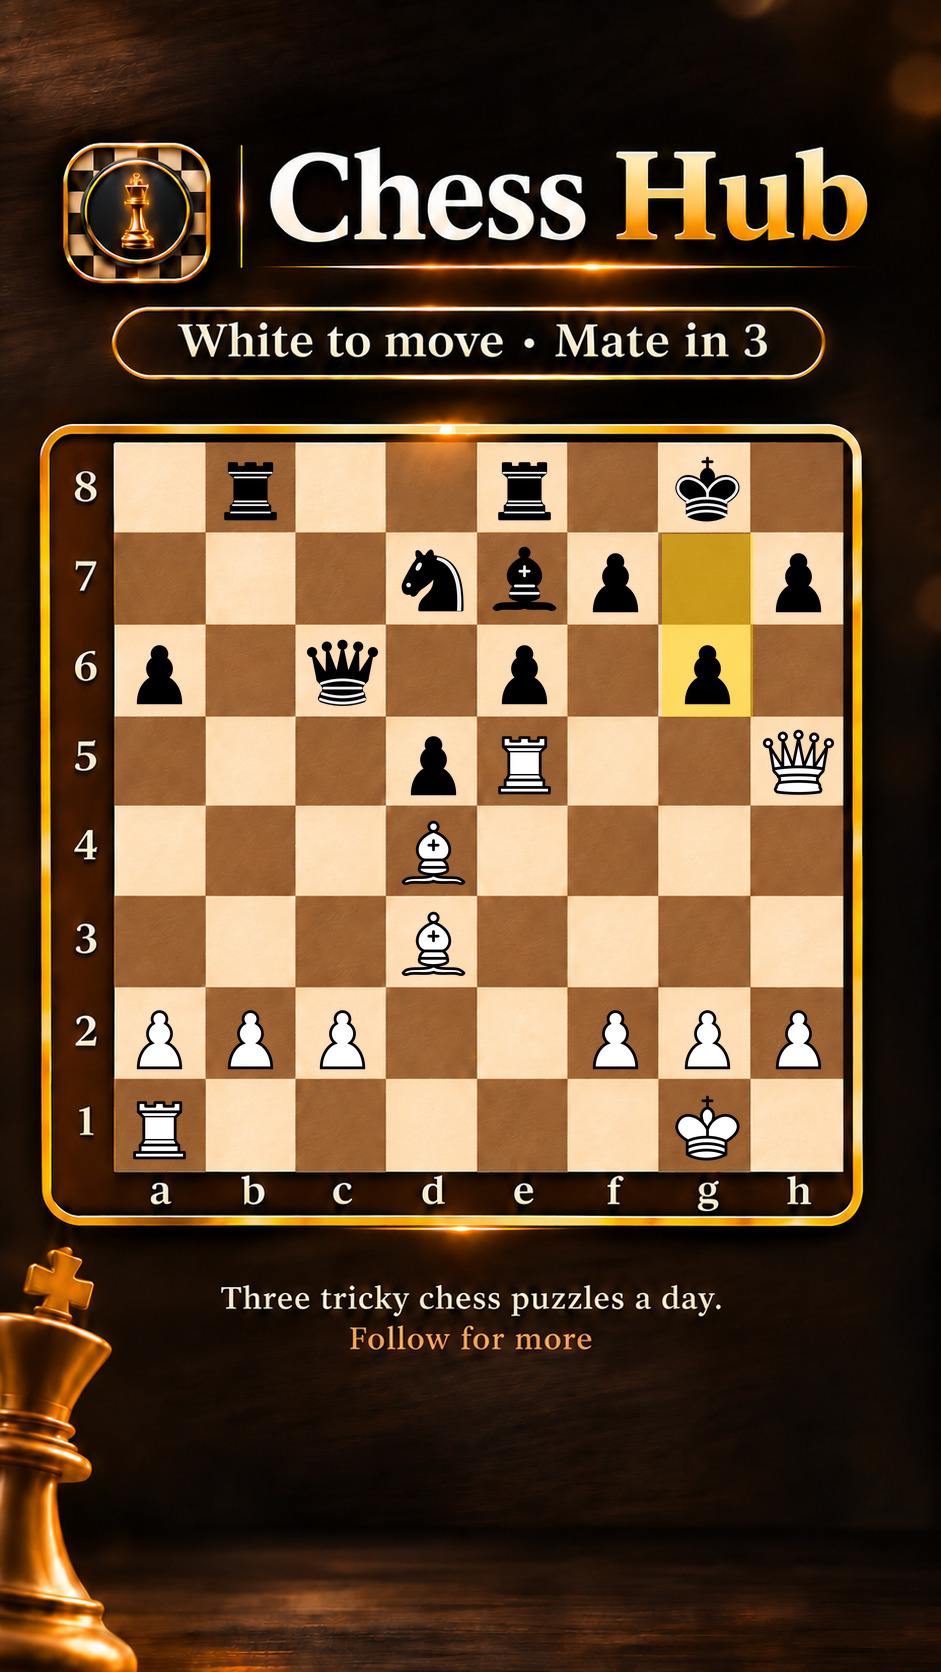 Chess Hub
White to move • Mate in 3
8
7
6
5
4
3
2
1
a b c d e f g h
Three tricky chess puzzles a day.
Follow for more